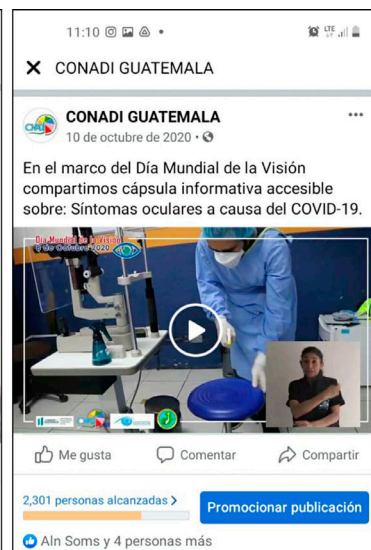 11:10
LTE
CONADI GUATEMALA
CONADI GUATEMALA
10 de octubre de 2020
En el marco del Día Mundial de la Visión
compartimos cápsula informativa accesible
sobre: Síntomas oculares a causa del COVID-19.
Día Mundial de la Visión
8 de Octubre 2020
Me gusta
Comentar
Compartir
2,301 personas alcanzadas
Promocionar publicación
Aln Soms y 4 personas más